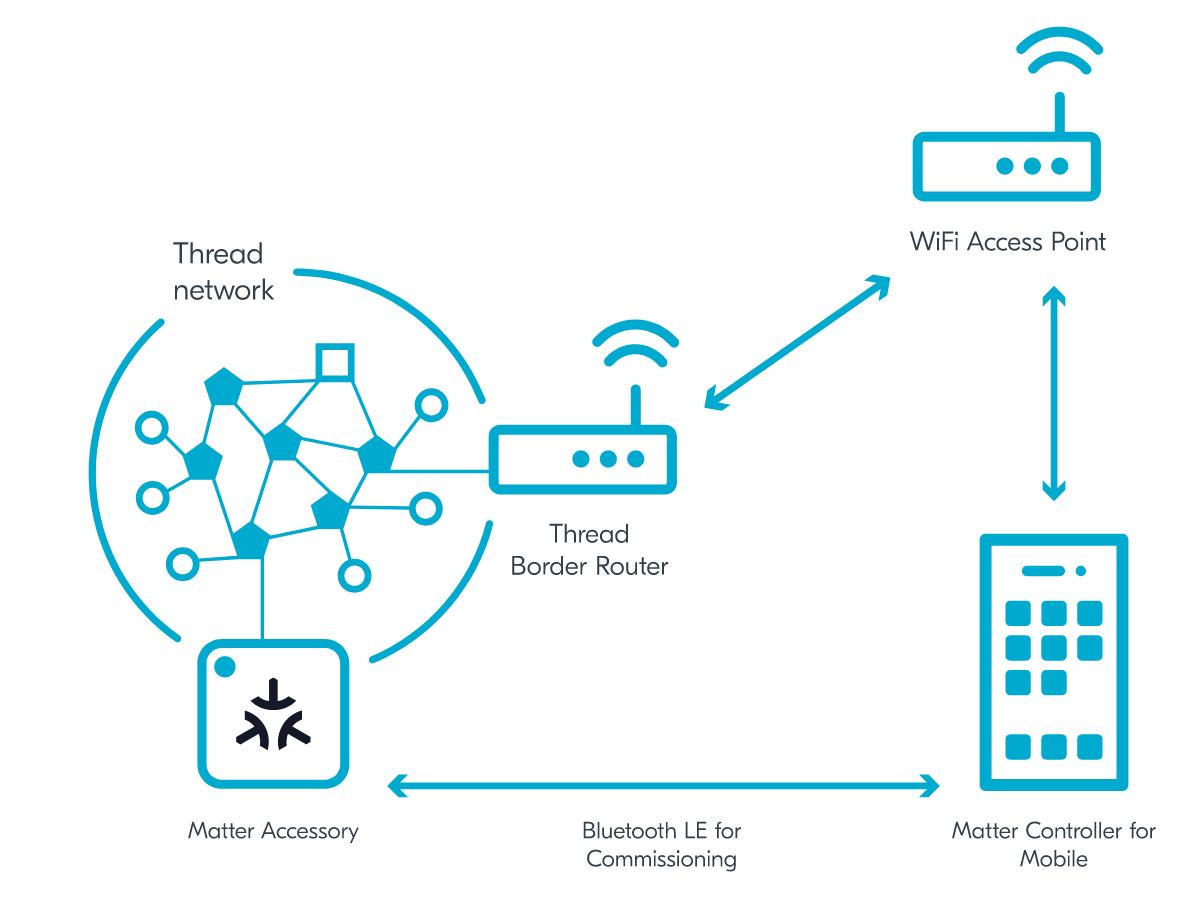 WiFi Access Point
Thread
network
Thread
Border Router
Matter Accessory
Bluetooth LE for
Commissioning
Matter Controller for
Mobile